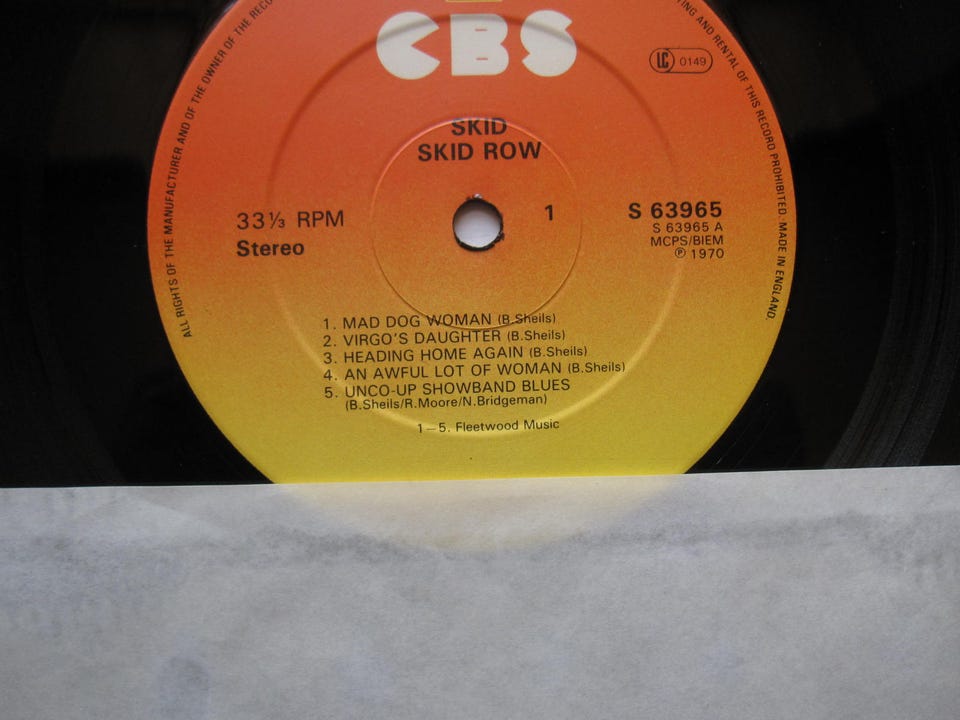 CBS
LC 0149
ALL RIGHTS OF THE MANUFACTURER AND OF THE OWNER OF THE
ING AND RENTAL OF THIS RECORD PROHIBITED. MADE IN ENGLAND.
SKID
SKID ROW
33⅓ RPM
Stereo
1
S 63965
S 63965 A
MCPS/BIEM
℗ 1970
1. MAD DOG WOMAN (B.Sheils)
2. VIRGO'S DAUGHTER (B.Sheils)
3. HEADING HOME AGAIN (B.Sheils)
4. AN AWFUL LOT OF WOMAN (B.Sheils)
5. UNCO-UP SHOWBAND BLUES
(B.Sheils/R.Moore/N.Bridgeman)
1–5. Fleetwood Music